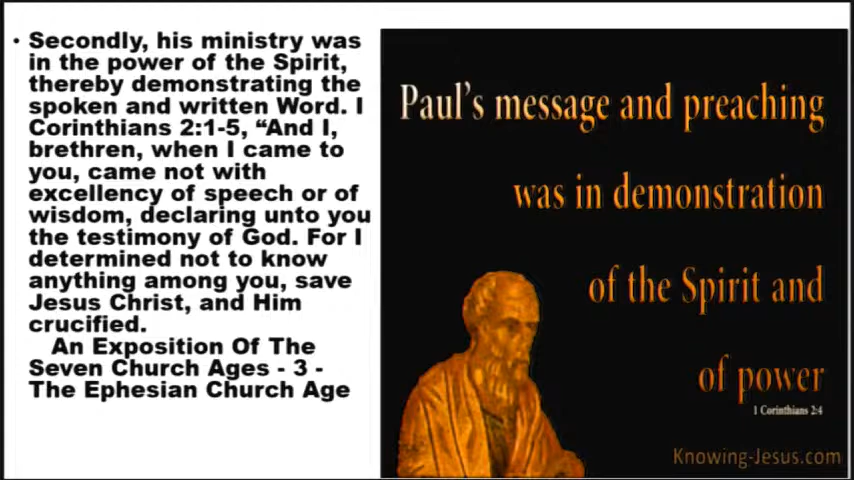 • Secondly, his ministry was
in the power of the Spirit,
thereby demonstrating the
spoken and written Word. I
Corinthians 2:1-5, “And I,
brethren, when I came to
you, came not with
excellency of speech or of
wisdom, declaring unto you
the testimony of God. For I
determined not to know
anything among you, save
Jesus Christ, and Him
crucified.
An Exposition Of The
Seven Church Ages - 3 -
The Ephesian Church Age
Paul's message and preaching
was in demonstration
of the Spirit and
of power
1 Corinthians 2:4
Knowing-Jesus.com